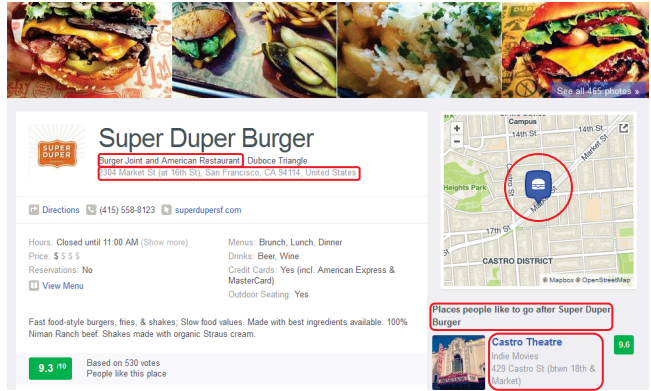 See all 465 photos »
SUPER
DUPER
Super Duper Burger
Burger Joint and American Restaurant Duboce Triangle
2304 Market St (at 16th St), San Francisco, CA 94114, United States
Directions (415) 558-8123 superdupersf.com
Hours: Closed until 11:00 AM (Show more)
Price: $ $ $ $
Reservations: No
View Menu
Menus: Brunch, Lunch, Dinner
Drinks: Beer, Wine
Credit Cards: Yes (incl. American Express &
MasterCard)
Outdoor Seating: Yes
Fast food-style burgers, fries, & shakes; Slow food values. Made with best ingredients available. 100%
Niman Ranch beef. Shakes made with organic Straus cream.
9.3 /10
Based on 530 votes
People like this place
+
−
Campus
14th St
14th St
Market St
Heights Park
Castro St
Market St
17th St
CASTRO DISTRICT
© Mapbox © OpenStreetMap
Places people like to go after Super Duper
Burger
Castro Theatre
Indie Movies
429 Castro St (btwn 18th &
Market)
9.6